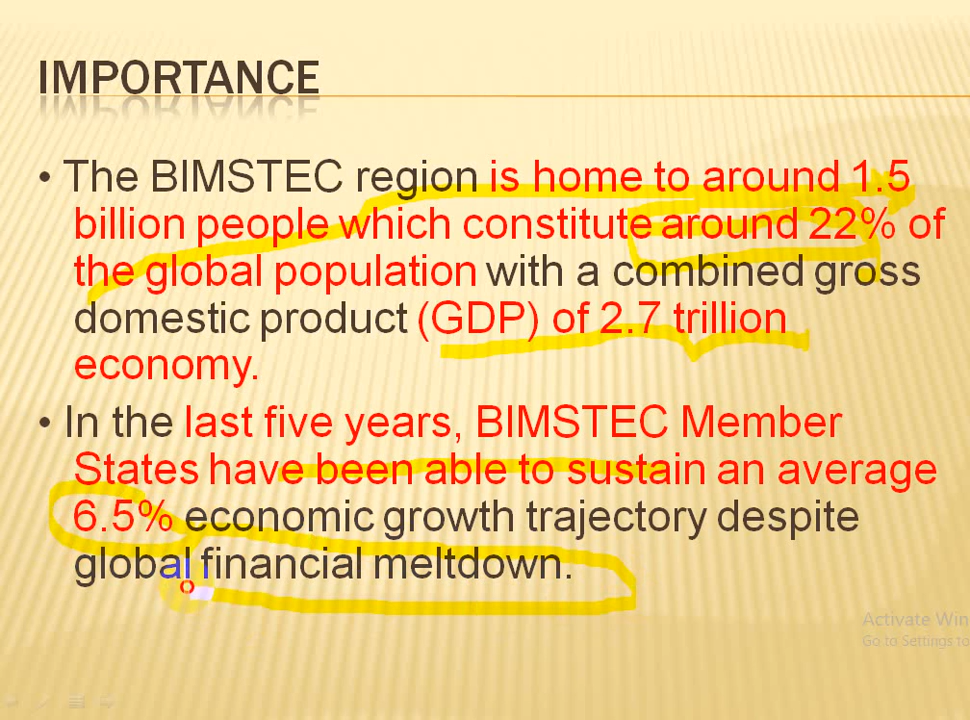 IMPORTANCE
• The BIMSTEC region is home to around 1.5
billion people which constitute around 22% of
the global population with a combined gross
domestic product (GDP) of 2.7 trillion
economy.
• In the last five years, BIMSTEC Member
States have been able to sustain an average
6.5% economic growth trajectory despite
global financial meltdown.
Activate Win
Go to Settings to